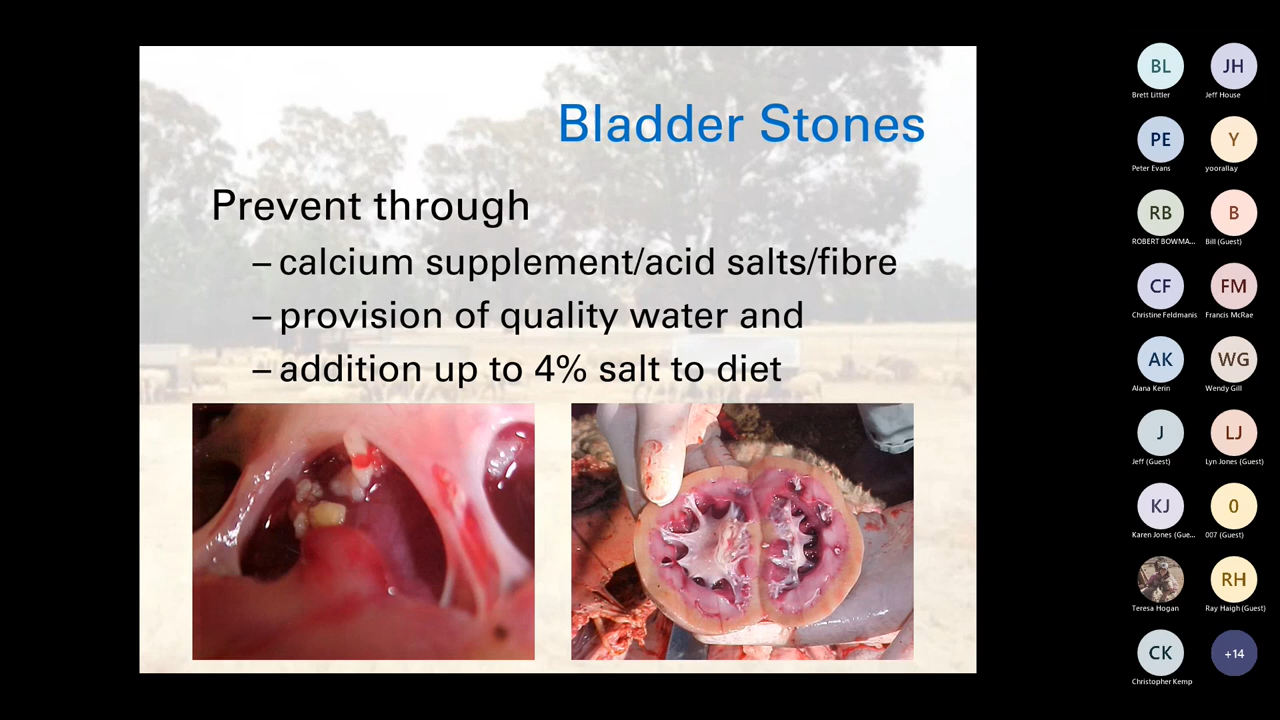 Bladder Stones
Prevent through
– calcium supplement/acid salts/fibre
– provision of quality water and
– addition up to 4% salt to diet
BL
Brett Littler
JH
Jeff House
PE
Peter Evans
Y
yoorallay
RB
ROBERT BOWMA...
B
Bill (Guest)
CF
Christine Feldmanis
FM
Francis McRae
AK
Alana Kerin
WG
Wendy Gill
J
Jeff (Guest)
LJ
Lyn Jones (Guest)
KJ
Karen Jones (Gue...
0
007 (Guest)
Teresa Hogan
RH
Ray Haigh (Guest)
CK
Christopher Kemp
+14